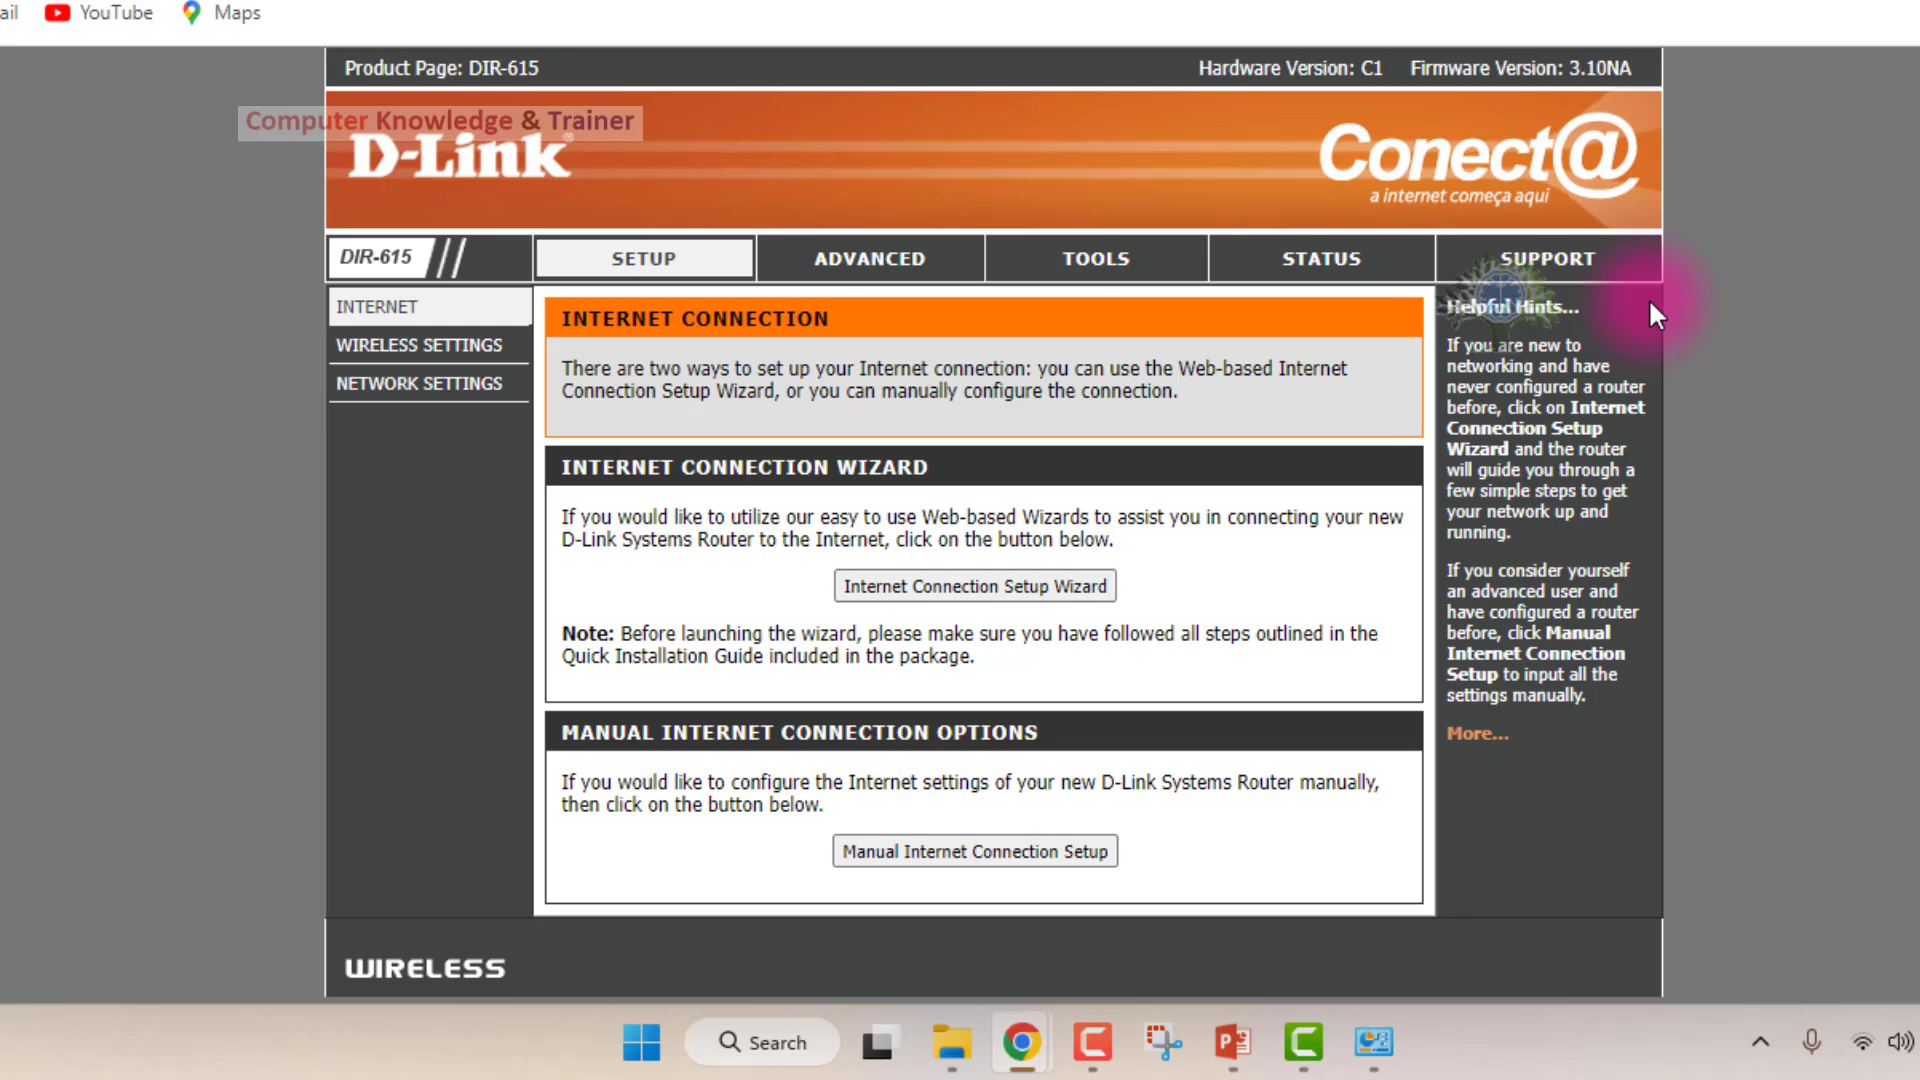 YouTube
Maps
Product Page: DIR-615
Hardware Version: C1
Firmware Version: 3.10NA
Computer Knowledge & Trainer
D-Link
Conect@
a internet começa aqui
DIR-615
SETUP
ADVANCED
TOOLS
STATUS
SUPPORT
INTERNET
WIRELESS SETTINGS
NETWORK SETTINGS
INTERNET CONNECTION
There are two ways to set up your Internet connection: you can use the Web-based Internet
Connection Setup Wizard, or you can manually configure the connection.
INTERNET CONNECTION WIZARD
If you would like to utilize our easy to use Web-based Wizards to assist you in connecting your new
D-Link Systems Router to the Internet, click on the button below.
Internet Connection Setup Wizard
Note: Before launching the wizard, please make sure you have followed all steps outlined in the
Quick Installation Guide included in the package.
MANUAL INTERNET CONNECTION OPTIONS
If you would like to configure the Internet settings of your new D-Link Systems Router manually,
then click on the button below.
Manual Internet Connection Setup
Helpful Hints...
If you are new to
networking and have
never configured a router
before, click on Internet
Connection Setup
Wizard and the router
will guide you through a
few simple steps to get
your network up and
running.
If you consider yourself
an advanced user and
have configured a router
before, click Manual
Internet Connection
Setup to input all the
settings manually.
More...
WIRELESS
Search